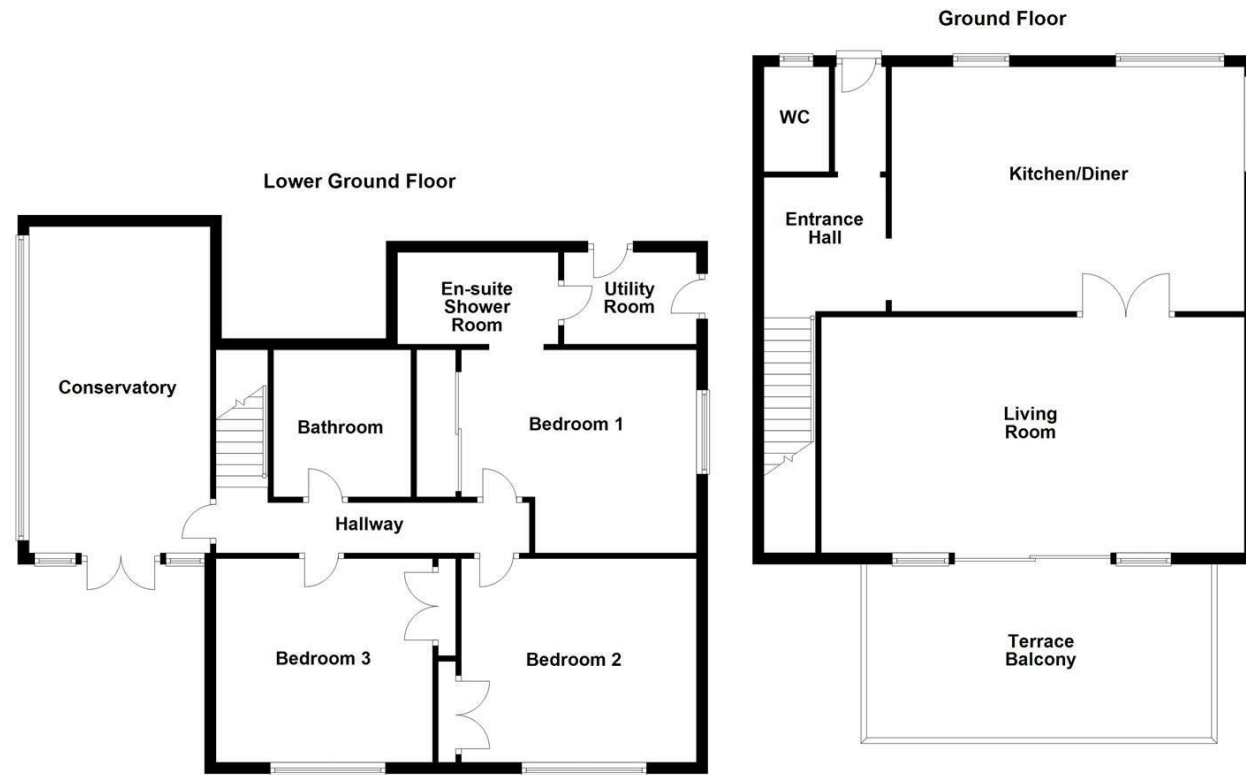 Lower Ground Floor
Conservatory
Bathroom
En-suite
Shower
Room
Utility
Room
Bedroom 1
Hallway
Bedroom 3
Bedroom 2
Ground Floor
WC
Kitchen/Diner
Entrance
Hall
Living
Room
Terrace
Balcony